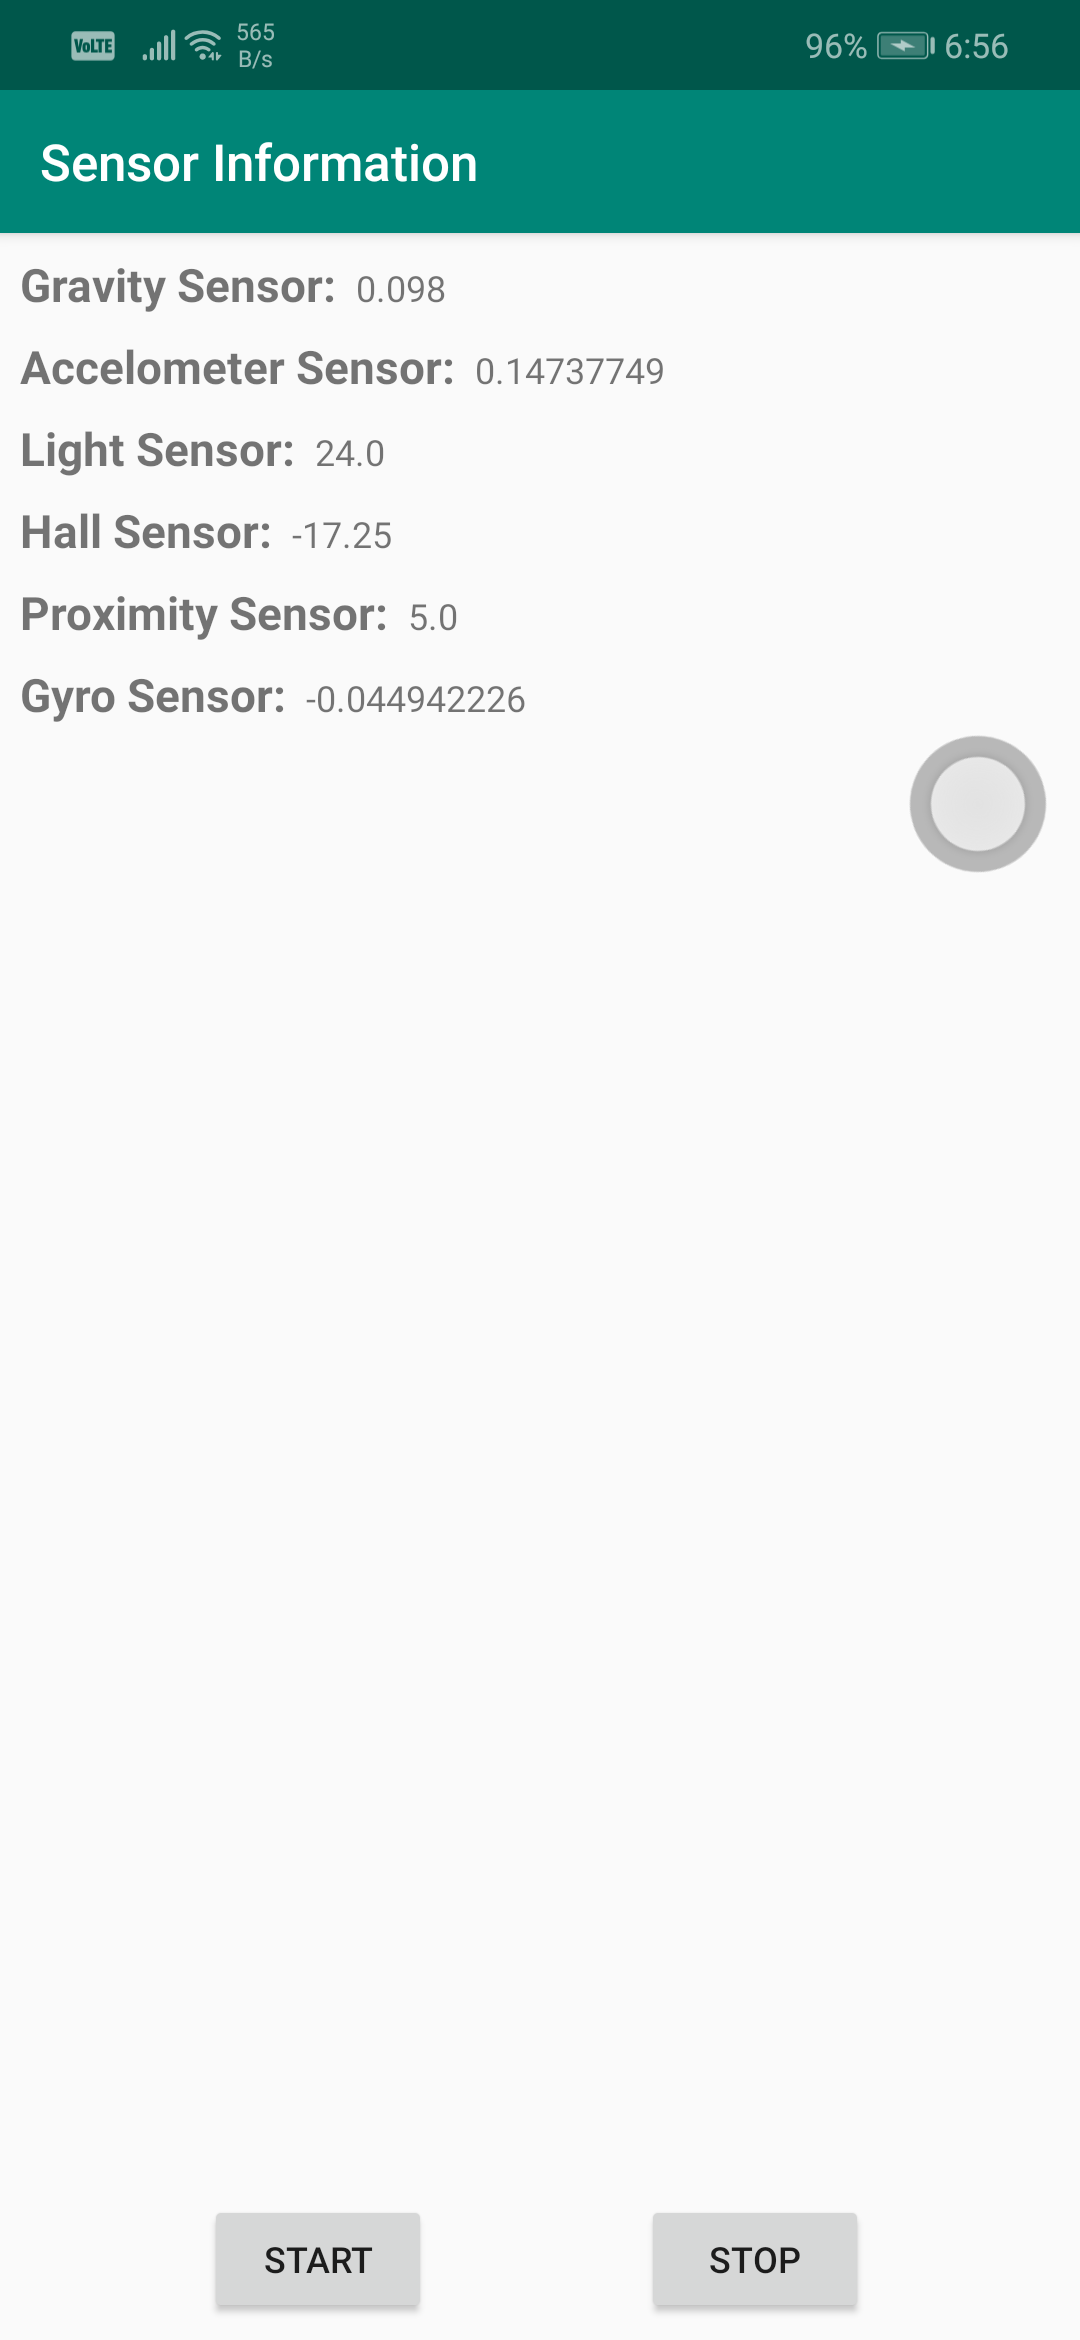 VoLTE 565 B/s 96% 6:56
Sensor Information
Gravity Sensor: 0.098
Accelometer Sensor: 0.14737749
Light Sensor: 24.0
Hall Sensor: -17.25
Proximity Sensor: 5.0
Gyro Sensor: -0.044942226
START STOP